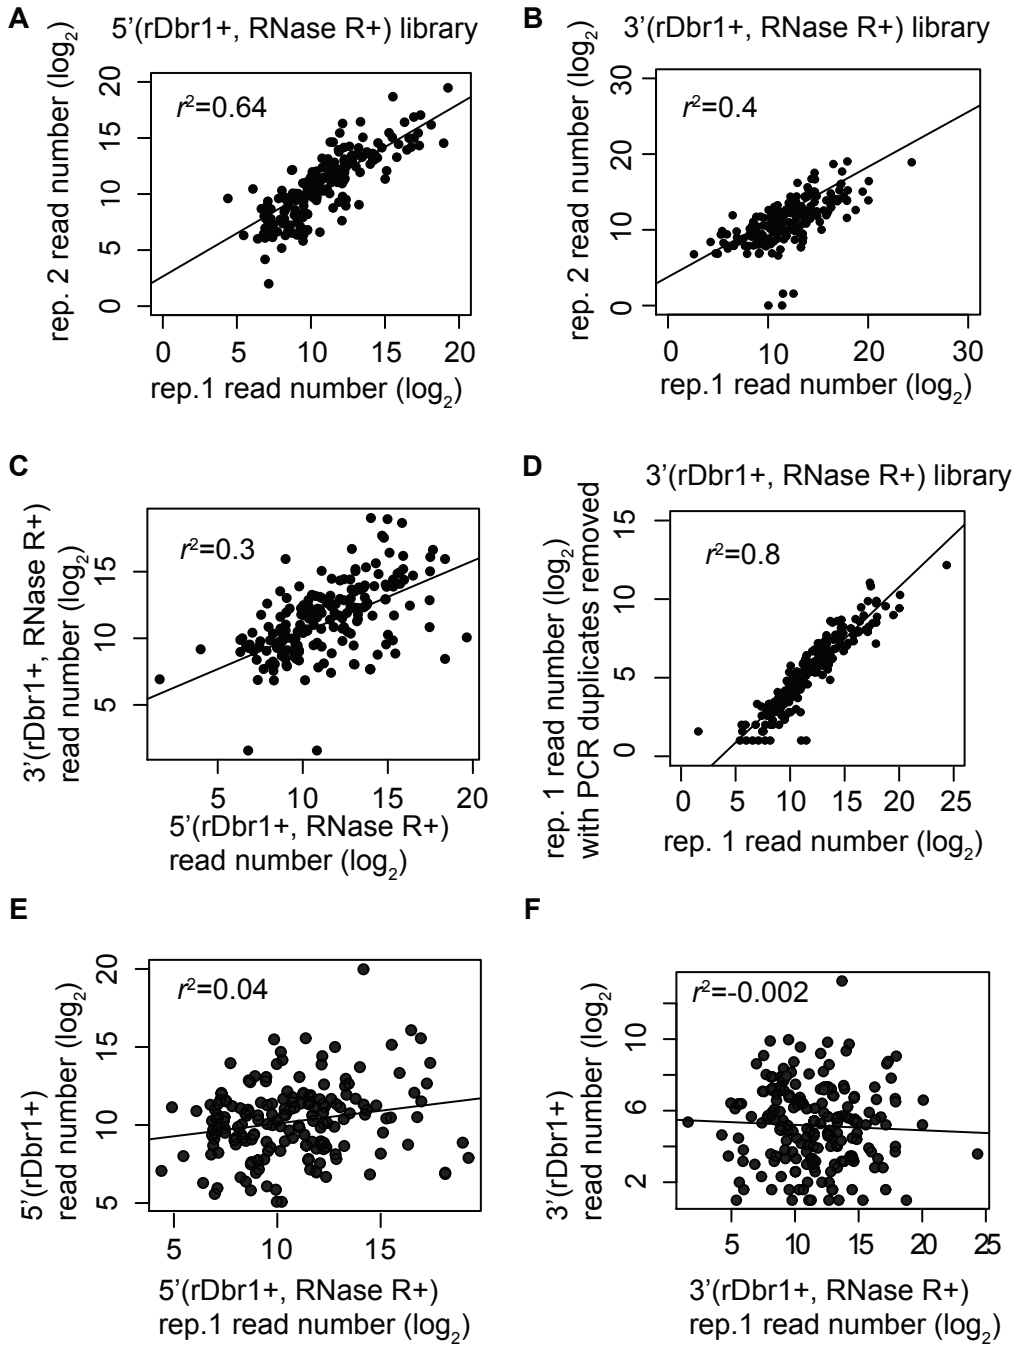 A
5’(rDbr1+, RNase R+) library
rep. 2 read number (log2)
r2=0.64
20
15
10
5
0
0 5 10 15 20
rep.1 read number (log2)
B
3’(rDbr1+, RNase R+) library
rep. 2 read number (log2)
r2=0.4
30
20
10
0
0 10 20 30
rep.1 read number (log2)
C
3’(rDbr1+, RNase R+)
read number (log2)
r2=0.3
15
10
5
5 10 15 20
5’(rDbr1+, RNase R+)
read number (log2)
D
3’(rDbr1+, RNase R+) library
rep. 1 read number (log2)
with PCR duplicates removed
r2=0.8
15
10
5
0
0 5 10 15 20 25
rep. 1 read number (log2)
E
5’(rDbr1+)
read number (log2)
r2=0.04
20
15
10
5
5 10 15
5’(rDbr1+, RNase R+)
rep.1 read number (log2)
F
3’(rDbr1+)
read number (log2)
r2=-0.002
10
6
2
5 10 15 20 25
3’(rDbr1+, RNase R+)
rep.1 read number (log2)